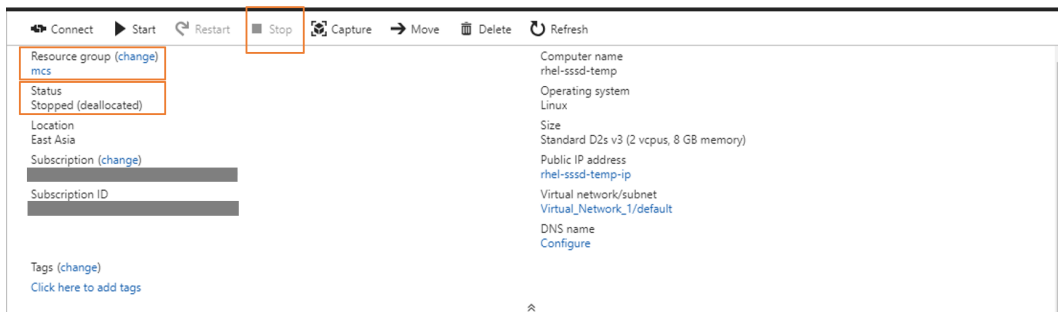 Connect Start Restart Stop Capture Move Delete Refresh
Resource group (change)
mcs
Status
Stopped (deallocated)
Location
East Asia
Subscription (change)
Subscription ID
Tags (change)
Click here to add tags
Computer name
rhel-sssd-temp
Operating system
Linux
Size
Standard D2s v3 (2 vcpus, 8 GB memory)
Public IP address
rhel-sssd-temp-ip
Virtual network/subnet
Virtual_Network_1/default
DNS name
Configure